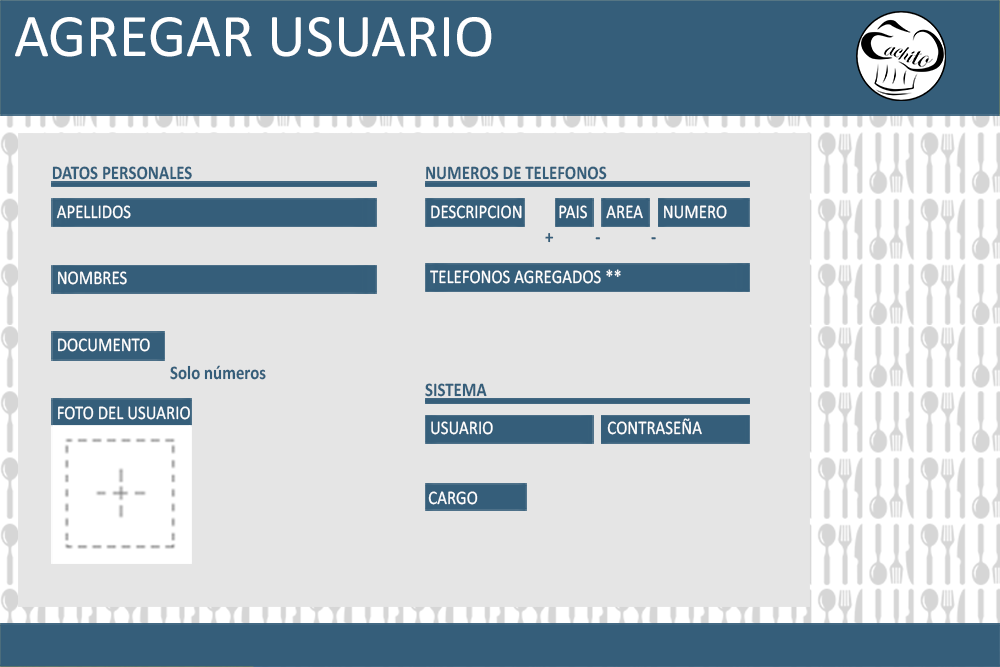 AGREGAR USUARIO
Cachito
DATOS PERSONALES
APELLIDOS
NOMBRES
DOCUMENTO
Solo números
FOTO DEL USUARIO
NUMEROS DE TELEFONOS
DESCRIPCION PAIS AREA NUMERO
+ - -
TELEFONOS AGREGADOS **
SISTEMA
USUARIO CONTRASEÑA
CARGO